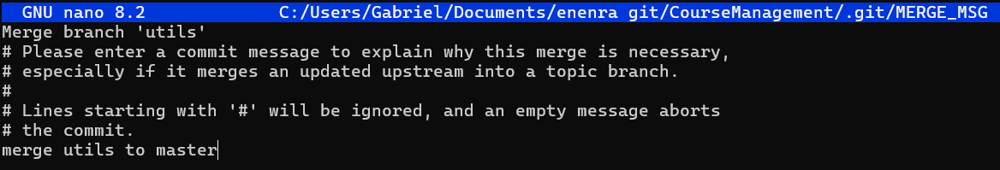 GNU nano 8.2 C:/Users/Gabriel/Documents/enenra git/CourseManagement/.git/MERGE_MSG
Merge branch 'utils'
# Please enter a commit message to explain why this merge is necessary,
# especially if it merges an updated upstream into a topic branch.
#
# Lines starting with '#' will be ignored, and an empty message aborts
# the commit.
merge utils to master